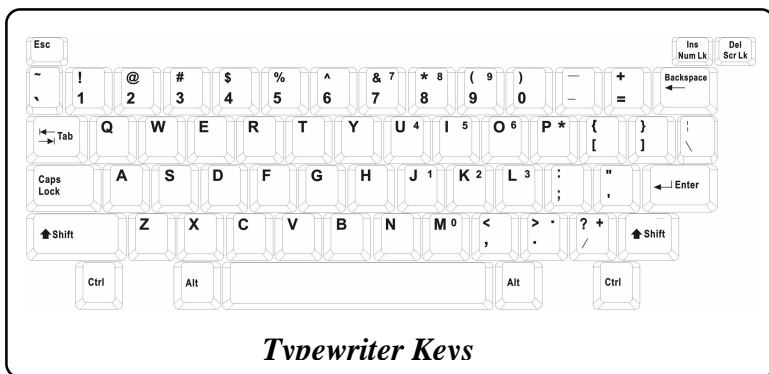 Esc Ins Del
Num Lk Scr Lk
~ ! @ # $ % ^ & 7 * 8 ( 9 ) — + Backspace
` 1 2 3 4 5 6 7 8 9 0 _ =
Tab Q W E R T Y U 4 I 5 O 6 P * { } ¦
[ ] \
Caps Lock A S D F G H J 1 K 2 L 3 : " Enter
; '
Shift Z X C V B N M 0 < > . ? + Shift
, . /
Ctrl Alt Alt Ctrl
Typewriter Keys